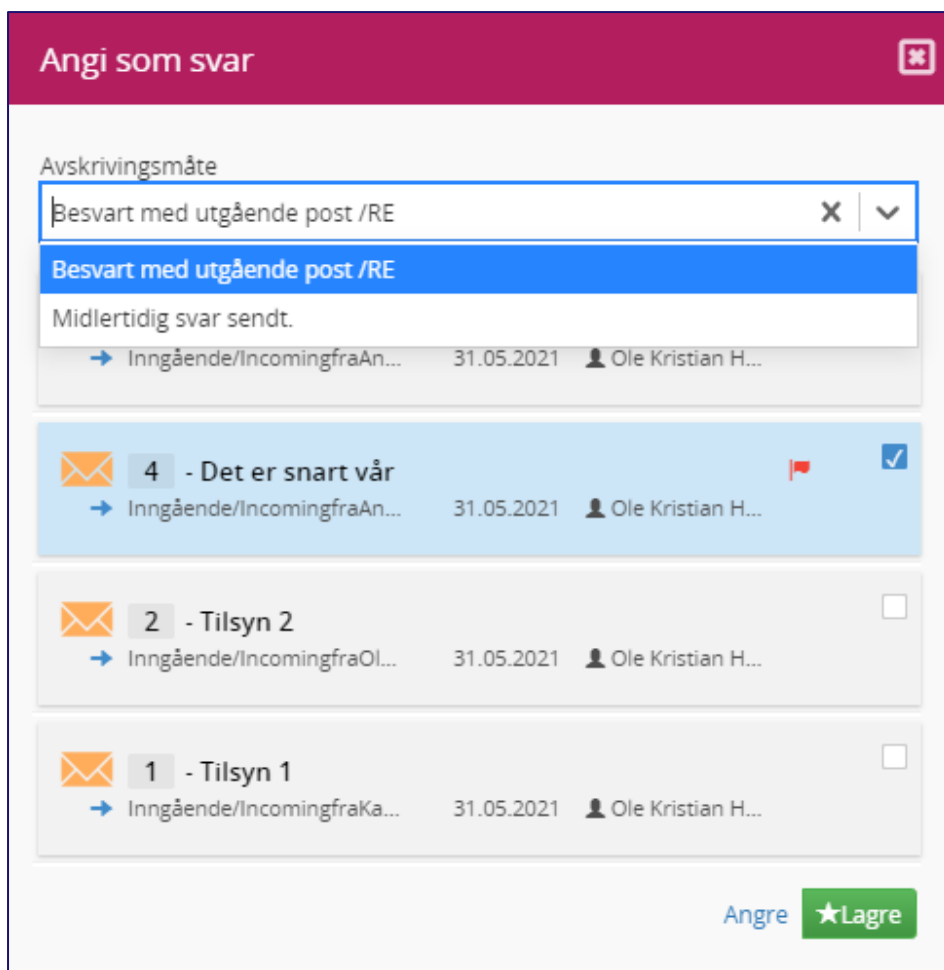 Angi som svar
Avskrivingsmåte
Besvart med utgående post /RE
Besvart med utgående post /RE
Midlertidig svar sendt.
Inngående/IncomingfraAn... 31.05.2021 Ole Kristian H...
4 - Det er snart vår
Inngående/IncomingfraAn... 31.05.2021 Ole Kristian H...
2 - Tilsyn 2
Inngående/IncomingfraOl... 31.05.2021 Ole Kristian H...
1 - Tilsyn 1
Inngående/IncomingfraKa... 31.05.2021 Ole Kristian H...
Angre Lagre